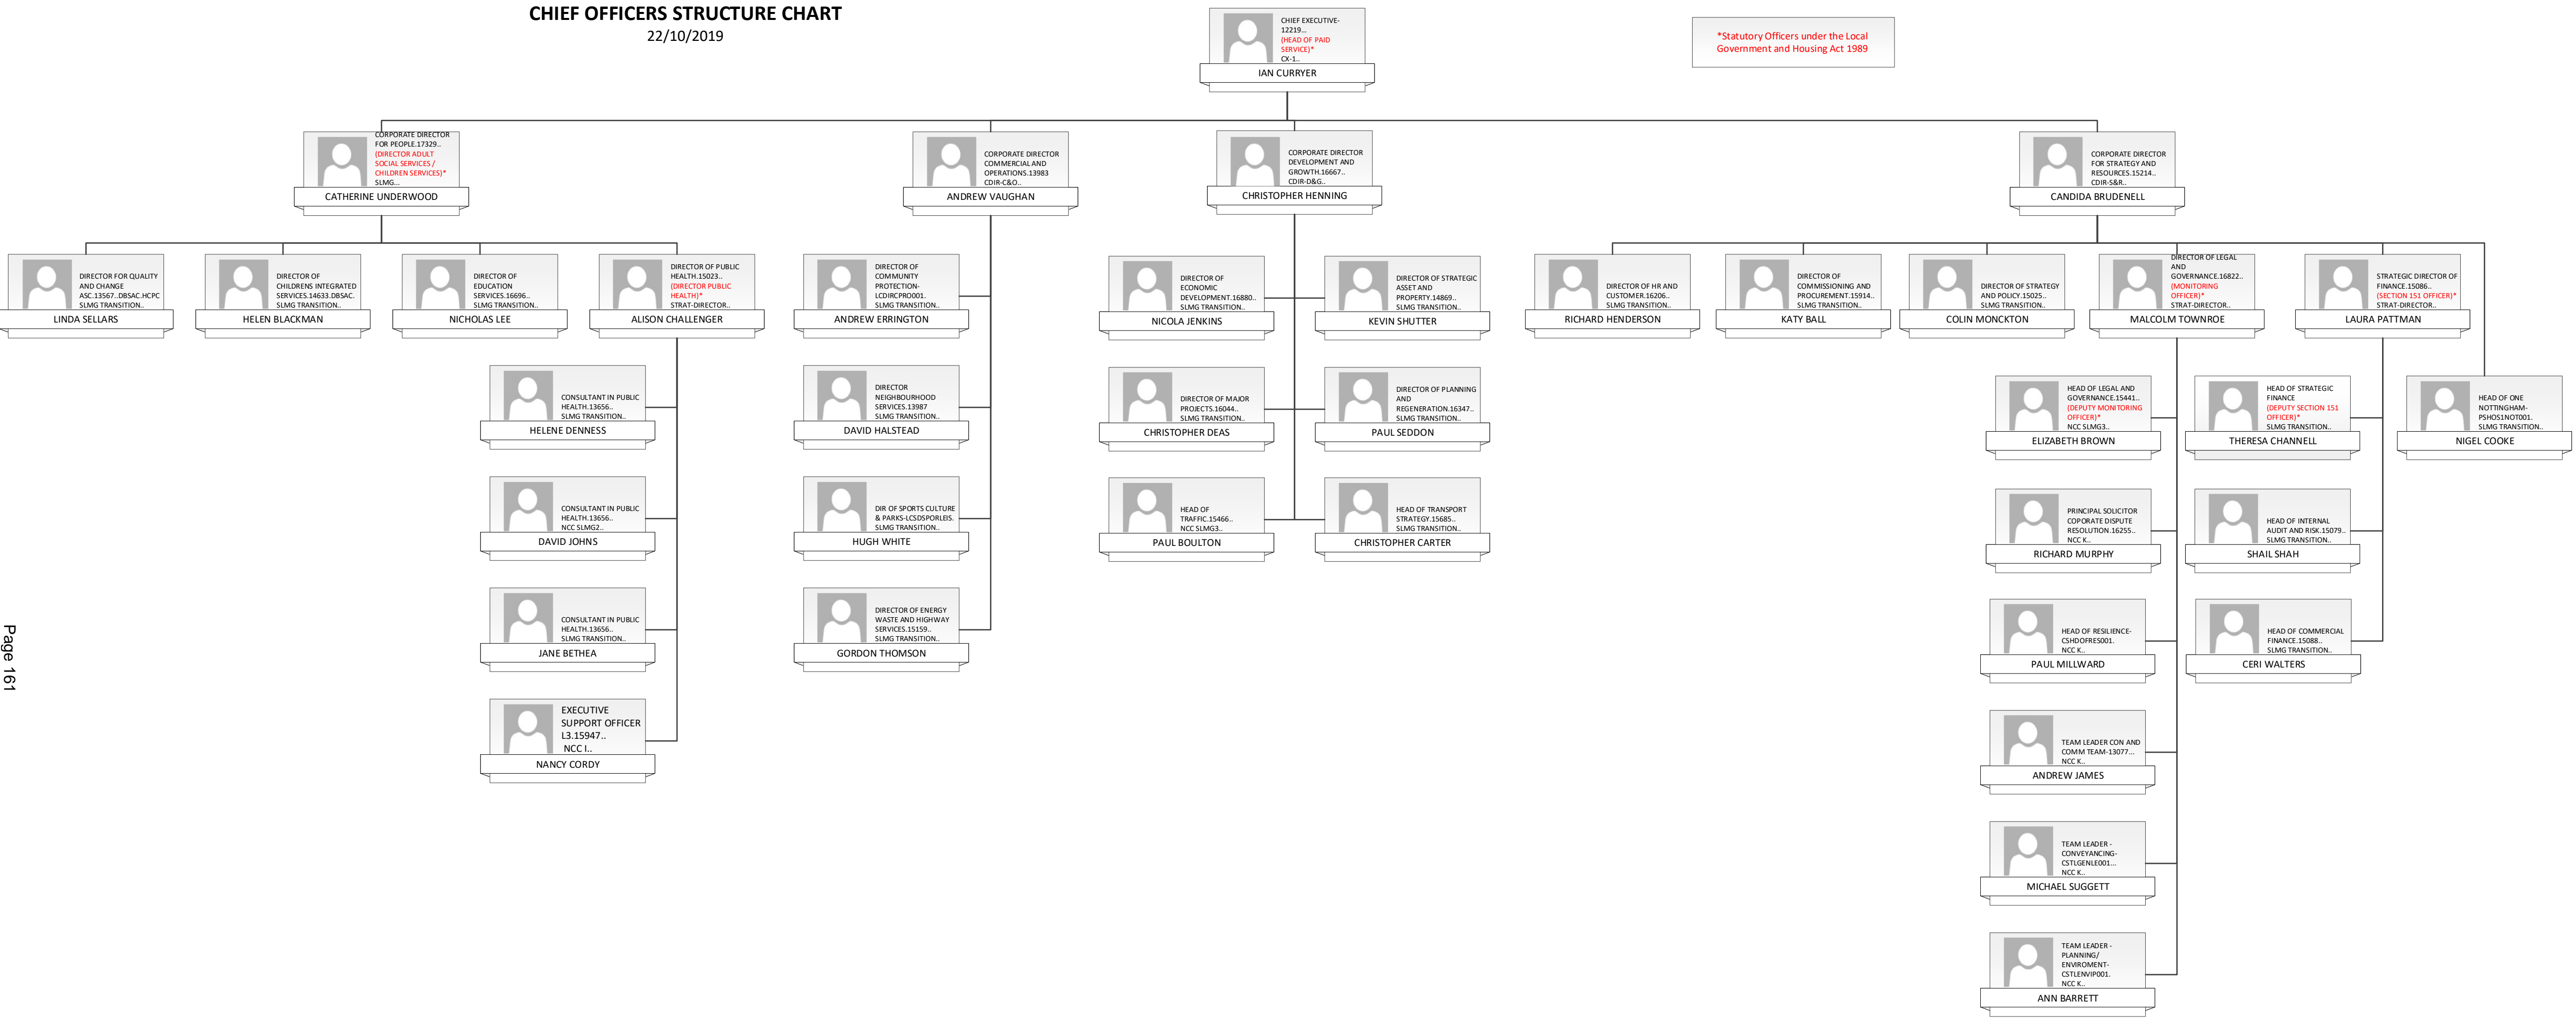 CHIEF OFFICERS STRUCTURE CHART
22/10/2019
CHIEF EXECUTIVE-
12219...
(HEAD OF PAID
SERVICE)*
CX-1..
IAN CURRYER
*Statutory Officers under the Local
Government and Housing Act 1989
CORPORATE DIRECTOR
FOR PEOPLE.17329..
(DIRECTOR ADULT
SOCIAL SERVICES /
CHILDREN SERVICES)*
SLMG...
CATHERINE UNDERWOOD
CORPORATE DIRECTOR
COMMERCIAL AND
OPERATIONS.13983
CDIR-C&O..
ANDREW VAUGHAN
CORPORATE DIRECTOR
DEVELOPMENT AND
GROWTH.16667..
CDIR-D&G..
CHRISTOPHER HENNING
CORPORATE DIRECTOR
FOR STRATEGY AND
RESOURCES.15214..
CDIR-S&R..
CANDIDA BRUDENELL
DIRECTOR FOR QUALITY
AND CHANGE
ASC.13567..DBSAC.HCPC
SLMG TRANSITION..
LINDA SELLARS
DIRECTOR OF
CHILDRENS INTEGRATED
SERVICES.14633.DBSAC.
SLMG TRANSITION..
HELEN BLACKMAN
DIRECTOR OF
EDUCATION
SERVICES.16696..
SLMG TRANSITION..
NICHOLAS LEE
DIRECTOR OF PUBLIC
HEALTH.15023..
(DIRECTOR PUBLIC
HEALTH)*
STRAT-DIRECTOR..
ALISON CHALLENGER
DIRECTOR OF
COMMUNITY
PROTECTION-
LCDIRCPRO001.
SLMG TRANSITION..
ANDREW ERRINGTON
DIRECTOR OF
ECONOMIC
DEVELOPMENT.16880..
SLMG TRANSITION..
NICOLA JENKINS
DIRECTOR OF STRATEGIC
ASSET AND
PROPERTY.14869..
SLMG TRANSITION..
KEVIN SHUTTER
DIRECTOR OF HR AND
CUSTOMER.16206..
SLMG TRANSITION..
RICHARD HENDERSON
DIRECTOR OF
COMMISSIONING AND
PROCUREMENT.15914..
SLMG TRANSITION..
KATY BALL
DIRECTOR OF STRATEGY
AND POLICY.15025..
SLMG TRANSITION..
COLIN MONCKTON
DIRECTOR OF LEGAL
AND
GOVERNANCE.16822..
(MONITORING
OFFICER)*
STRAT-DIRECTOR..
MALCOLM TOWNROE
STRATEGIC DIRECTOR OF
FINANCE.15086..
(SECTION 151 OFFICER)*
STRAT-DIRECTOR..
LAURA PATTMAN
CONSULTANT IN PUBLIC
HEALTH.13656..
SLMG TRANSITION..
HELENE DENNESS
DIRECTOR
NEIGHBOURHOOD
SERVICES.13987
SLMG TRANSITION..
DAVID HALSTEAD
DIRECTOR OF MAJOR
PROJECTS.16044..
SLMG TRANSITION..
CHRISTOPHER DEAS
DIRECTOR OF PLANNING
AND
REGENERATION.16347..
SLMG TRANSITION..
PAUL SEDDON
HEAD OF LEGAL AND
GOVERNANCE.15441..
(DEPUTY MONITORING
OFFICER)*
NCC SLMG3..
ELIZABETH BROWN
HEAD OF STRATEGIC
FINANCE
(DEPUTY SECTION 151
OFFICER)*
SLMG TRANSITION..
THERESA CHANNELL
HEAD OF ONE
NOTTINGHAM-
PSHOS1NOT001.
SLMG TRANSITION..
NIGEL COOKE
CONSULTANT IN PUBLIC
HEALTH.13656..
NCC SLMG2..
DAVID JOHNS
DIR OF SPORTS CULTURE
& PARKS-LCSDSPORLEIS.
SLMG TRANSITION..
HUGH WHITE
HEAD OF
TRAFFIC.15466..
NCC SLMG3..
PAUL BOULTON
HEAD OF TRANSPORT
STRATEGY.15685..
SLMG TRANSITION..
CHRISTOPHER CARTER
PRINCIPAL SOLICITOR
COPORATE DISPUTE
RESOLUTION.16255..
NCC K..
RICHARD MURPHY
HEAD OF INTERNAL
AUDIT AND RISK.15079..
SLMG TRANSITION..
SHAIL SHAH
CONSULTANT IN PUBLIC
HEALTH.13656..
SLMG TRANSITION..
JANE BETHEA
DIRECTOR OF ENERGY
WASTE AND HIGHWAY
SERVICES.15159..
SLMG TRANSITION..
GORDON THOMSON
HEAD OF RESILIENCE-
CSHDOFRES001.
NCC K..
PAUL MILLWARD
HEAD OF COMMERCIAL
FINANCE.15088..
SLMG TRANSITION..
CERI WALTERS
EXECUTIVE
SUPPORT OFFICER
L3.15947..
NCC I..
NANCY CORDY
TEAM LEADER CON AND
COMM TEAM-13077...
NCC K..
ANDREW JAMES
TEAM LEADER -
CONVEYANCING-
CSTLGENLE001...
NCC K..
MICHAEL SUGGETT
TEAM LEADER -
PLANNING/
ENVIROMENT-
CSTLENVIP001.
NCC K..
ANN BARRETT
Page 161